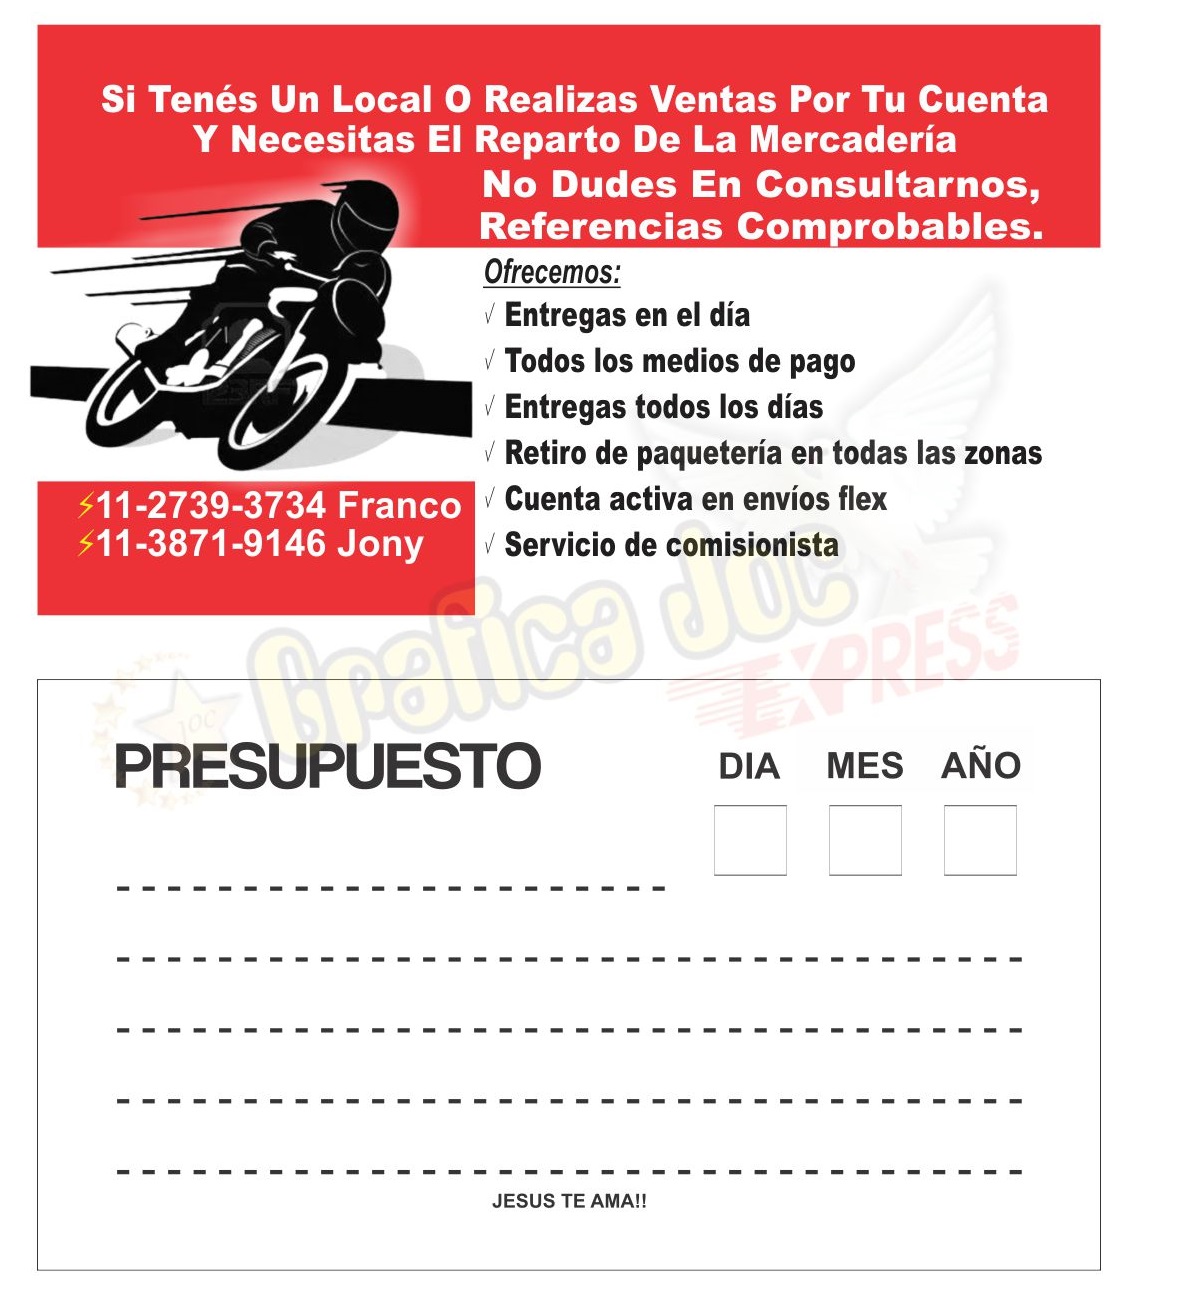 Si Tenés Un Local O Realizas Ventas Por Tu Cuenta
Y Necesitas El Reparto De La Mercadería
No Dudes En Consultarnos,
Referencias Comprobables.
Ofrecemos:
√ Entregas en el día
√ Todos los medios de pago
√ Entregas todos los días
√ Retiro de paquetería en todas las zonas
√ Cuenta activa en envíos flex
√ Servicio de comisionista
⚡11-2739-3734 Franco
⚡11-3871-9146 Jony
Grafica Joc
EXPRESS
JOC
PRESUPUESTO
DIA MES AÑO
JESUS TE AMA!!